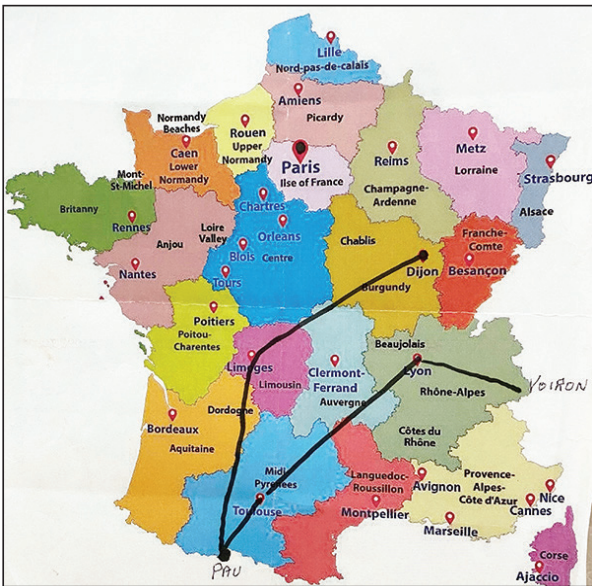 Lille
Nord-pas-de-calais
Amiens
Picardy
Normandy
Beaches
Rouen
Upper
Normandy
Caen
Lower
Normandy
Paris
Ilse of France
Reims
Champagne-
Ardenne
Metz
Lorraine
Strasbourg
Alsace
Mont-
St-Michel
Britanny
Rennes
Chartres
Orleans
Loire
Valley
Anjou
Blois
Centre
Nantes
Tours
Chablis
Dijon
Burgundy
Franche-
Comte
Besançon
Poitiers
Poitou-
Charentes
Limoges
Limousin
Clermont-
Ferrand
Auvergne
Beaujolais
Lyon
Rhône-Alpes
VOIRON
Dordogne
Bordeaux
Aquitaine
Côtes du
Rhône
Midi
Pyrenees
Toulouse
Languedoc-
Roussillon
Montpellier
Avignon
Provence-
Alpes-
Côte d'Azur
Nice
Cannes
Marseille
PAU
Corse
Ajaccio